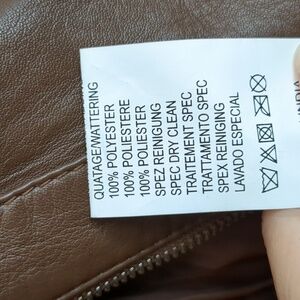 QUATAGE/WATTERING
100% POLYESTER
100% POLIESTERE
100% POLIESTER
SPEZ REINIGUNG
SPEC DRY CLEAN
TRAITEMENT SPEC
TRATTAMENTO SPEC
SPEX REINIGING
LAVADO ESPECIAL